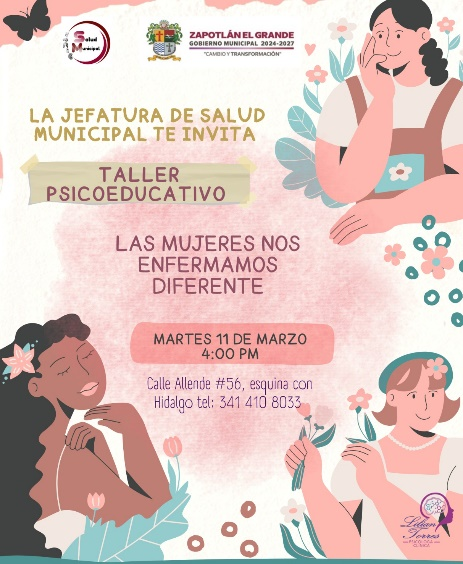 Salud
Municipal
ZAPOTLÁN EL GRANDE
GOBIERNO MUNICIPAL 2024-2027
"CAMBIO Y TRANSFORMACIÓN"
LA JEFATURA DE SALUD
MUNICIPAL TE INVITA
TALLER
PSICOEDUCATIVO
LAS MUJERES NOS
ENFERMAMOS
DIFERENTE
MARTES 11 DE MARZO
4:00 PM
Calle Allende #56, esquina con
Hidalgo tel: 341 410 8033
Lilian
Torres
PSICOLOGIA
CLINICA